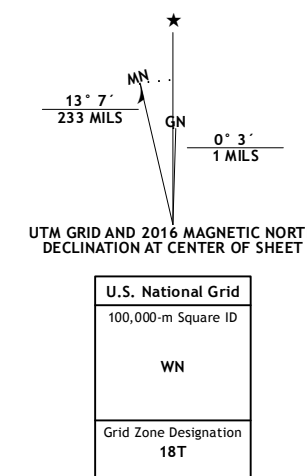 ★
MN
GN
13° 7´
233 MILS
0° 3´
1 MILS
UTM GRID AND 2016 MAGNETIC NORT
DECLINATION AT CENTER OF SHEET
U.S. National Grid
100,000-m Square ID
WN
Grid Zone Designation
18T